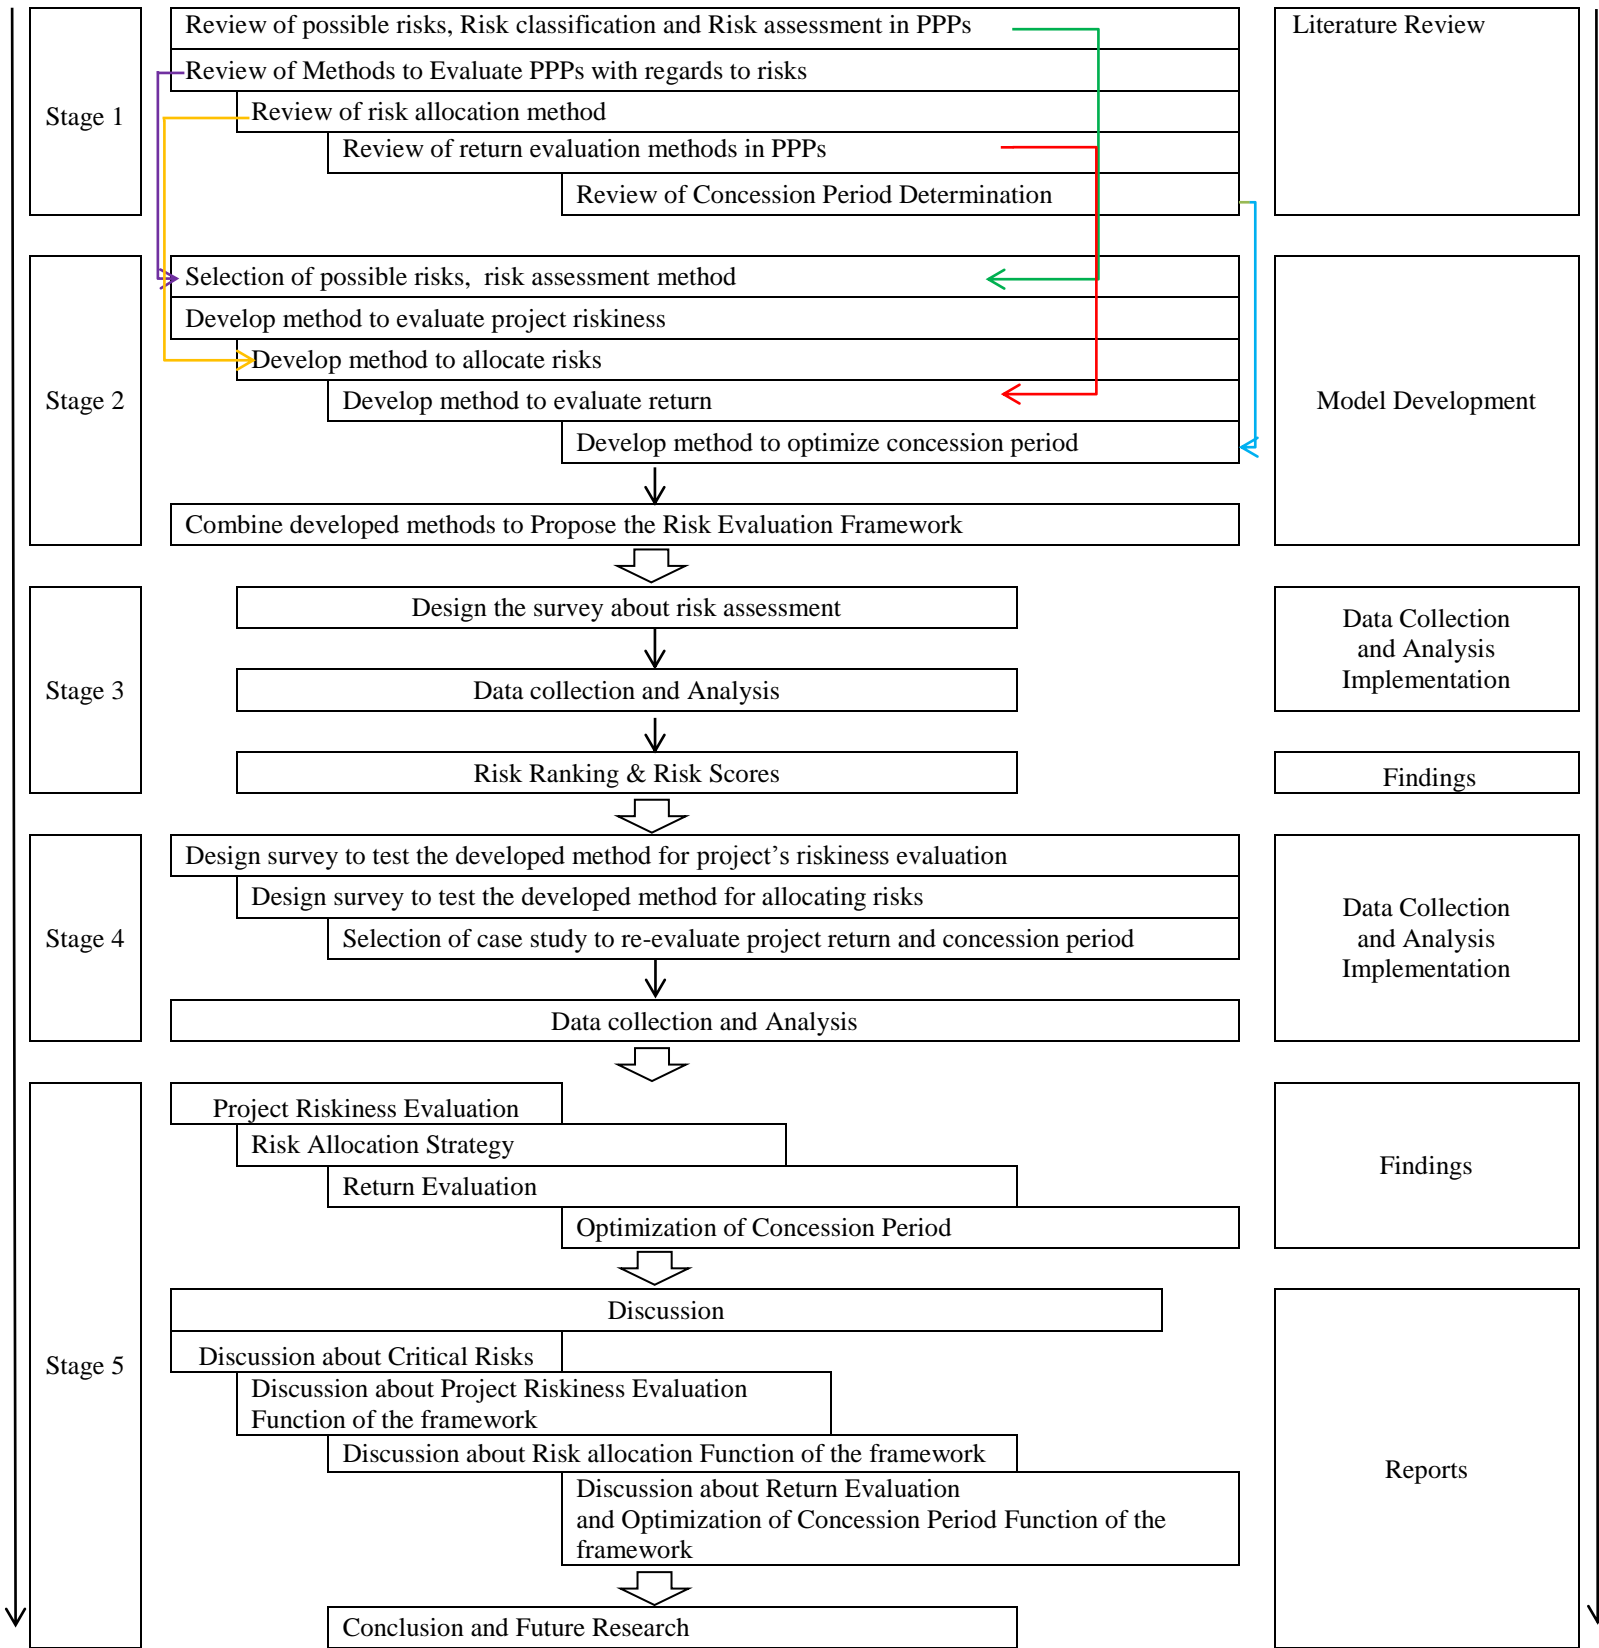 Review of possible risks, Risk classification and Risk assessment in PPPs
Literature Review
Review of Methods to Evaluate PPPs with regards to risks
Stage 1
Review of risk allocation method
Review of return evaluation methods in PPPs
Review of Concession Period Determination
Selection of possible risks, risk assessment method
Develop method to evaluate project riskiness
Develop method to allocate risks
Stage 2
Develop method to evaluate return
Model Development
Develop method to optimize concession period
Combine developed methods to Propose the Risk Evaluation Framework
Design the survey about risk assessment
Data Collection
and Analysis
Implementation
Stage 3
Data collection and Analysis
Risk Ranking & Risk Scores
Findings
Design survey to test the developed method for project’s riskiness evaluation
Design survey to test the developed method for allocating risks
Stage 4
Selection of case study to re-evaluate project return and concession period
Data Collection
and Analysis
Implementation
Data collection and Analysis
Project Riskiness Evaluation
Risk Allocation Strategy
Return Evaluation
Findings
Optimization of Concession Period
Discussion
Stage 5
Discussion about Critical Risks
Discussion about Project Riskiness Evaluation
Function of the framework
Discussion about Risk allocation Function of the framework
Discussion about Return Evaluation
and Optimization of Concession Period Function of the
framework
Reports
Conclusion and Future Research